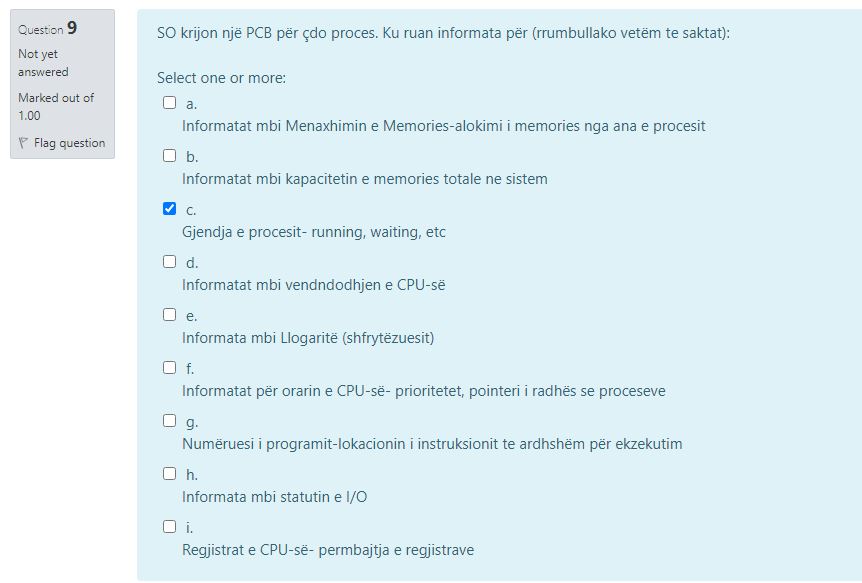 Question 9
Not yet
answered
Marked out of
1.00
Flag question
SO krijon një PCB për çdo proces. Ku ruan informata për (rrumbullako vetëm te saktat):
Select one or more:
a.
Informatat mbi Menaxhimin e Memories-alokimi i memories nga ana e procesit
b.
Informatat mbi kapacitetin e memories totale ne sistem
c.
Gjendja e procesit- running, waiting, etc
d.
Informatat mbi vendndodhjen e CPU-së
e.
Informata mbi Llogaritë (shfrytëzuesit)
f.
Informatat për orarin e CPU-së- prioritetet, pointeri i radhës se proceseve
g.
Numëruesi i programit-lokacionin i instruksionit te ardhshëm për ekzekutim
h.
Informata mbi statutin e I/O
i.
Regjistrat e CPU-së- permbajtja e regjistrave